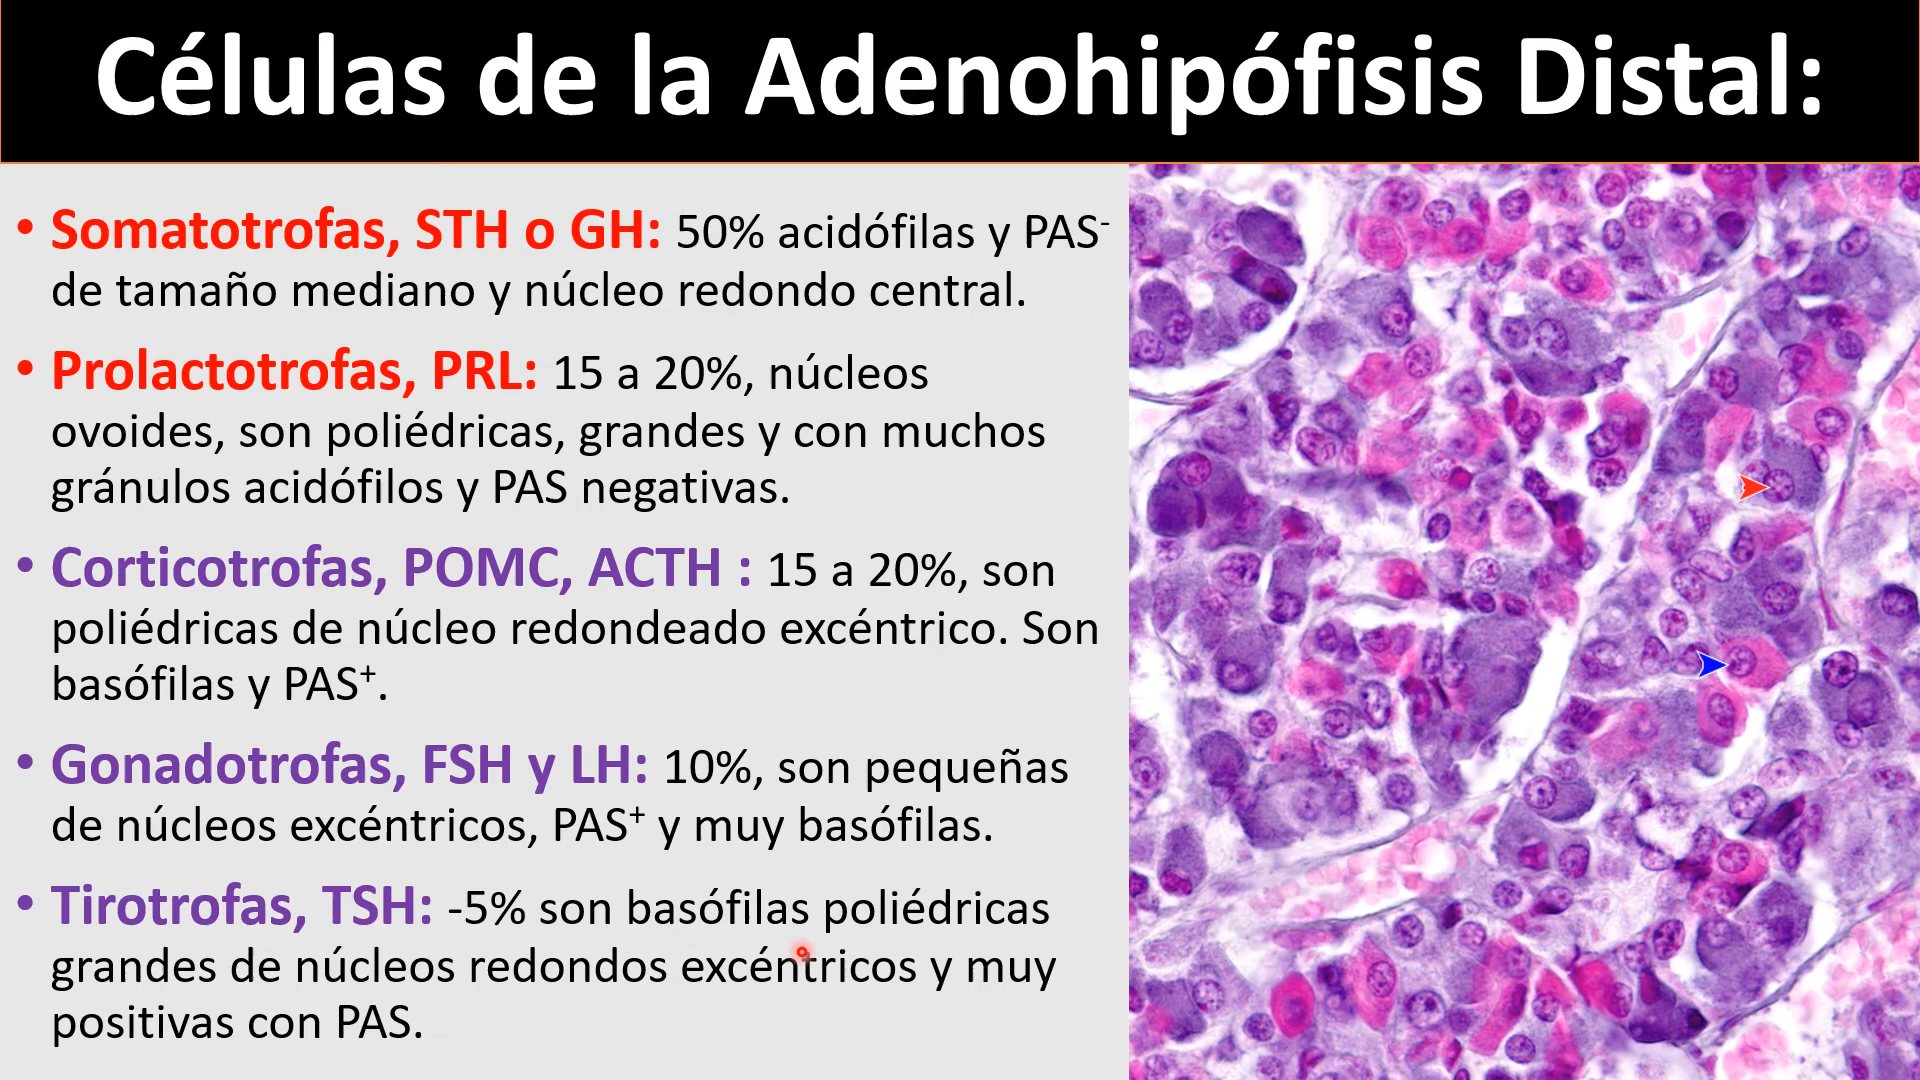 Células de la Adenohipófisis Distal:
• Somatotrofas, STH o GH: 50% acidófilas y PAS-
de tamaño mediano y núcleo redondo central.
• Prolactotrofas, PRL: 15 a 20%, núcleos
ovoides, son poliédricas, grandes y con muchos
gránulos acidófilos y PAS negativas.
• Corticotrofas, POMC, ACTH : 15 a 20%, son
poliédricas de núcleo redondeado excéntrico. Son
basófilas y PAS+.
• Gonadotrofas, FSH y LH: 10%, son pequeñas
de núcleos excéntricos, PAS+ y muy basófilas.
• Tirotrofas, TSH: -5% son basófilas poliédricas
grandes de núcleos redondos excéntricos y muy
positivas con PAS.